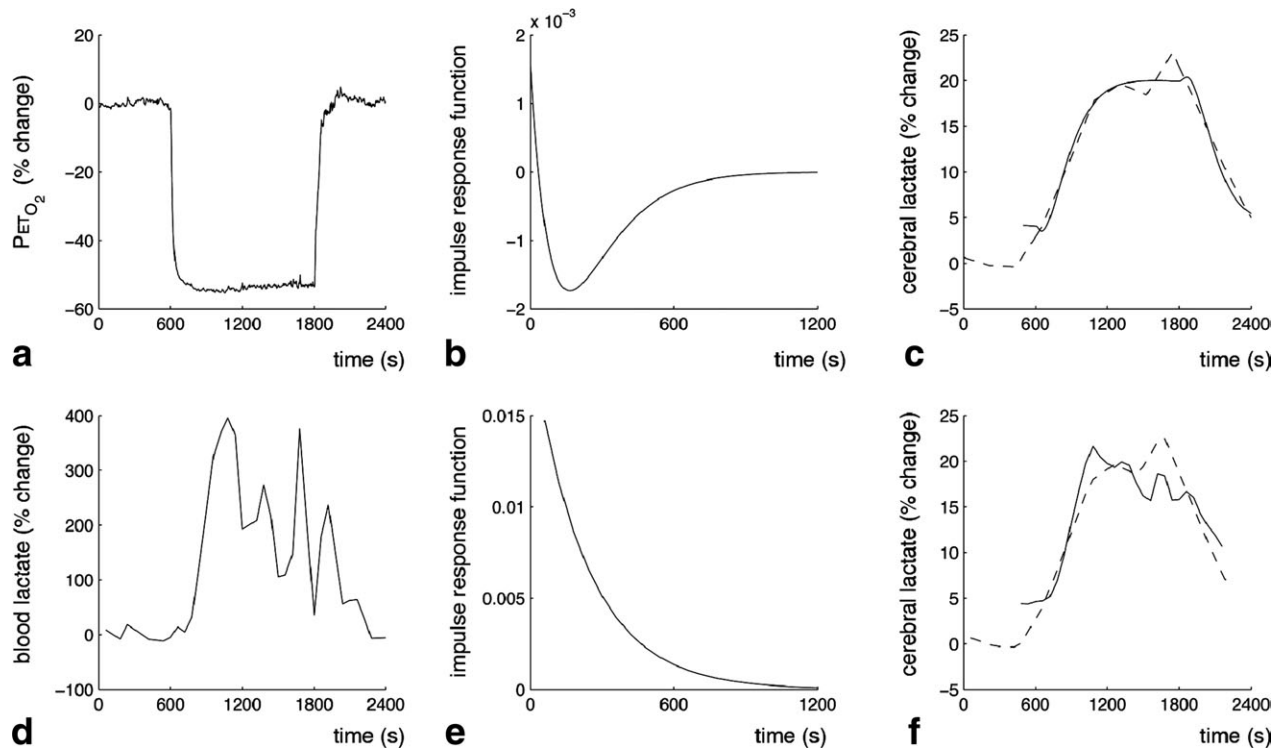 PETO2 (% change)
20
0
−20
−40
−60
0 600 1200 1800 2400
a time (s)
x 10−3
impulse response function
2
1
0
−1
−2
0 600 1200
b time (s)
cerebral lactate (% change)
25
20
15
10
5
0
−5
0 600 1200 1800 2400
c time (s)
blood lactate (% change)
400
300
200
100
0
−100
0 600 1200 1800 2400
d time (s)
impulse response function
0.015
0.01
0.005
0
0 600 1200
e time (s)
cerebral lactate (% change)
25
20
15
10
5
0
−5
0 600 1200 1800 2400
f time (s)